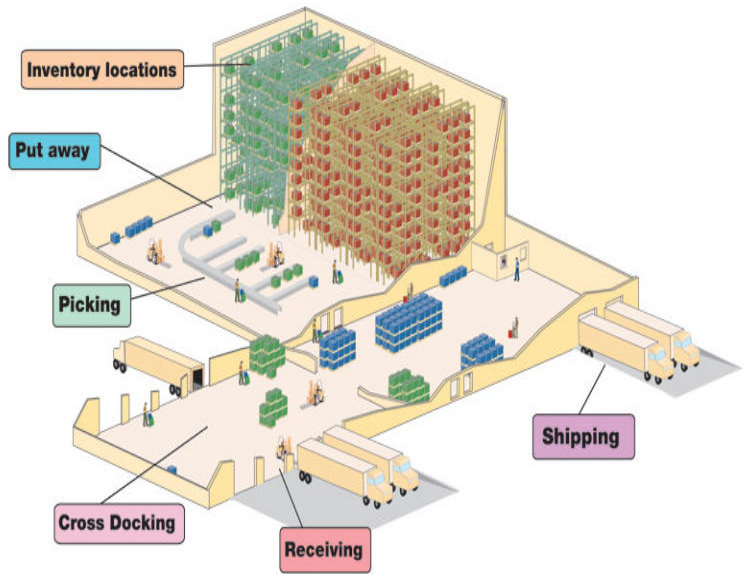 Inventory locations
Put away
Picking
Shipping
Cross Docking
Receiving